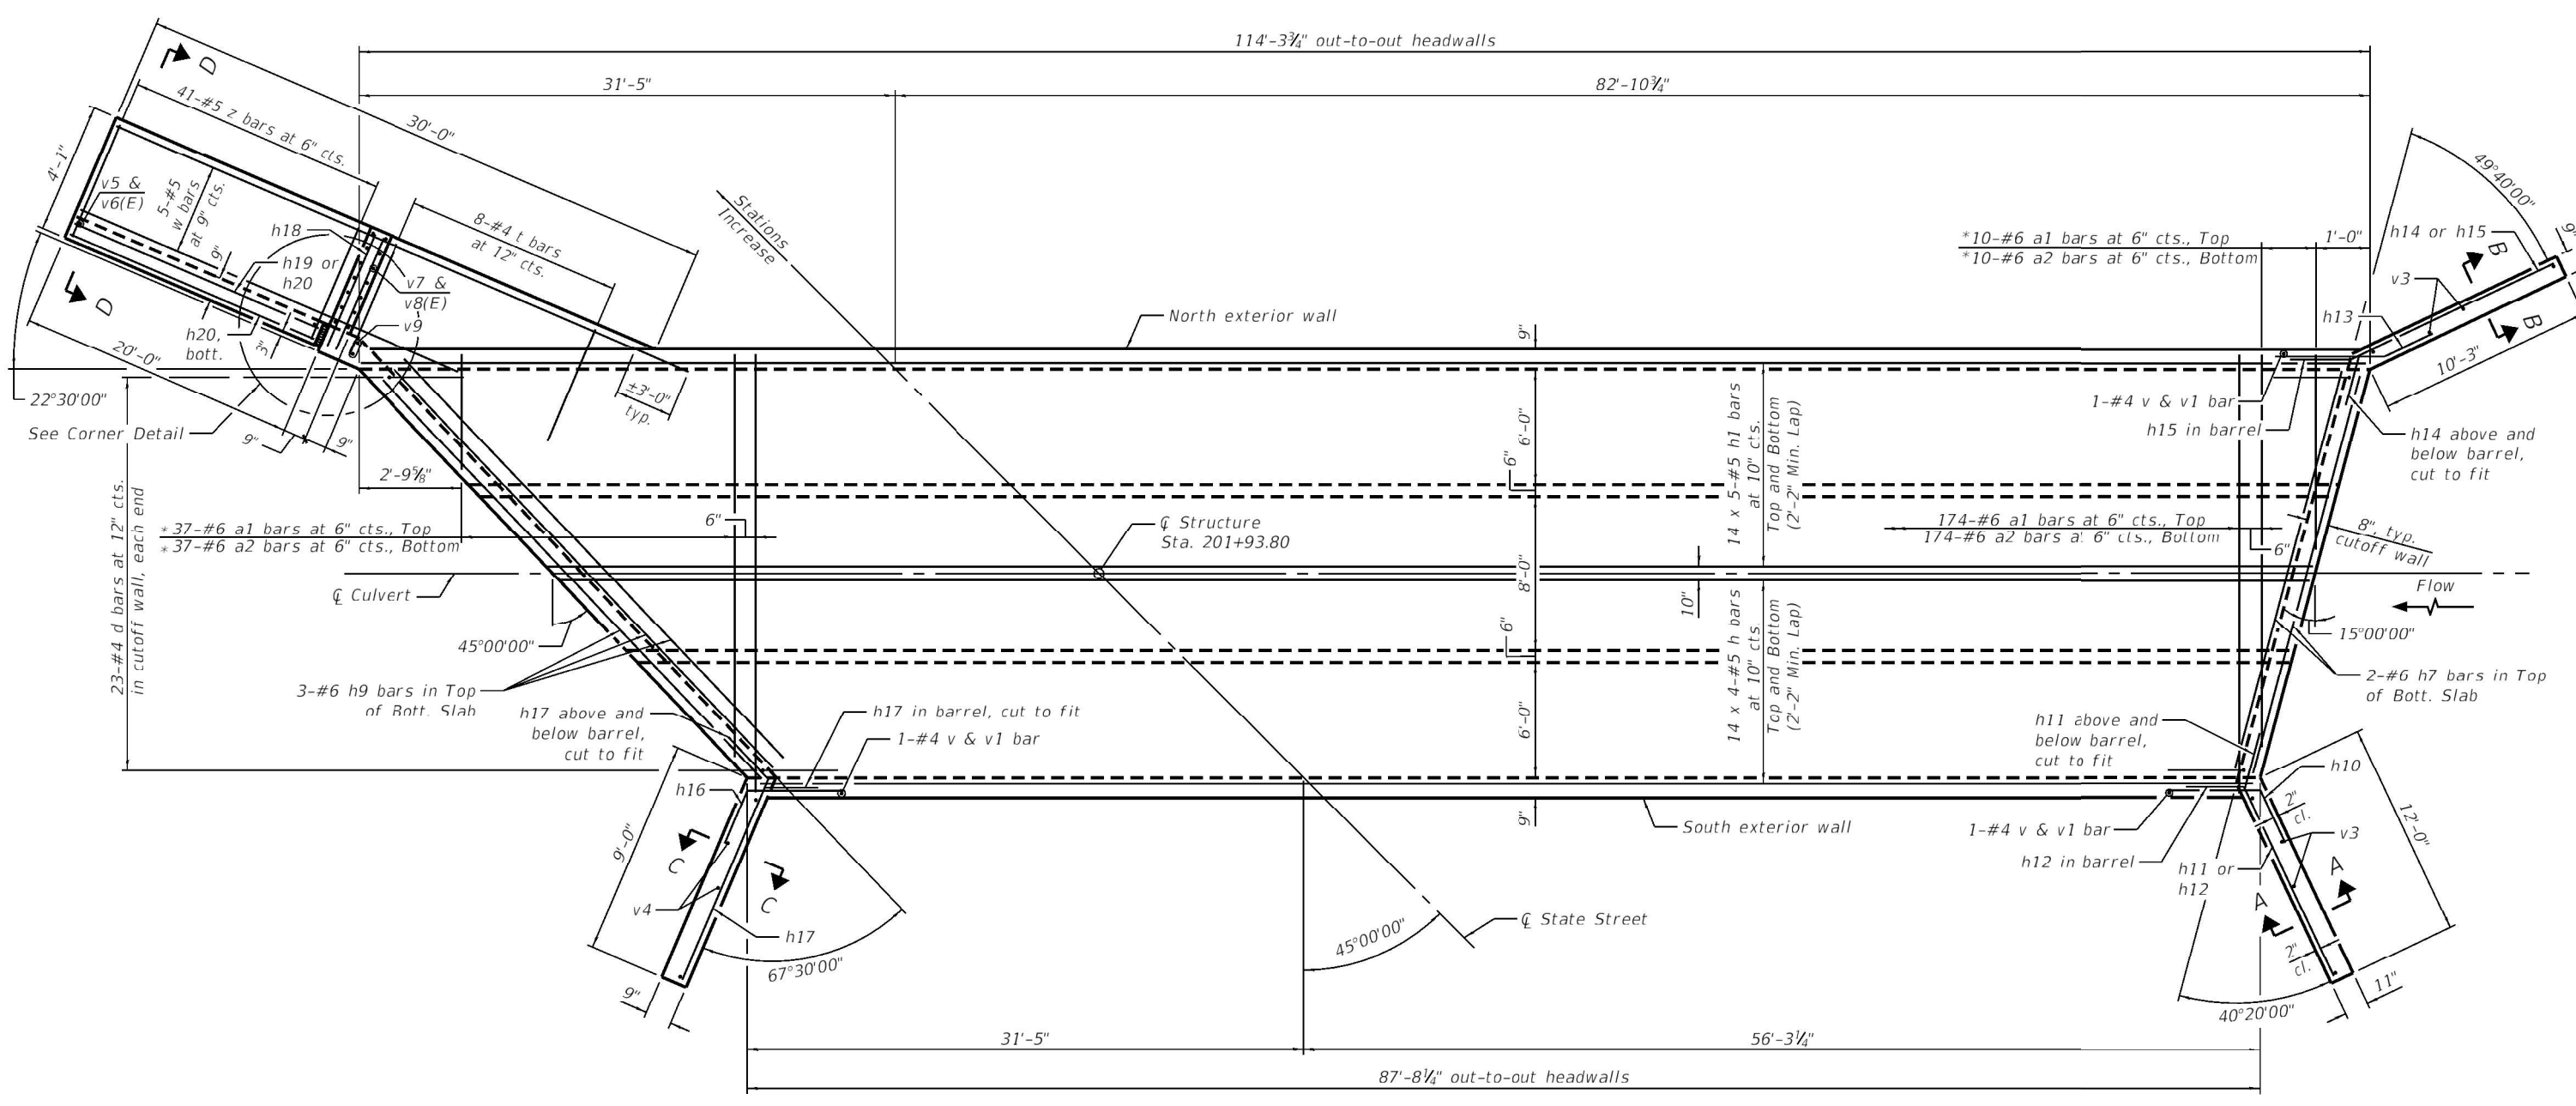 114'-3¾" out-to-out headwalls
31'-5"
82'-10¾"
D
41-#5 z bars at 6" cts.
30'-0"
4'-1"
v5 &
v6(E)
5-#5
w bars
at 9" cts.
9"
h18
h19 or
h20
v7 &
v8(E)
v9
8-#4 t bars
at 12" cts.
D
h20,
bott.
3"
20'-0"
22°30'00"
See Corner Detail
9"
9"
2'-9⅝"
±3'-0"
typ.
Stations
Increase
North exterior wall
9"
*10-#6 a1 bars at 6" cts., Top
*10-#6 a2 bars at 6" cts., Bottom
1'-0"
49°40'00"
9"
h14 or h15
B
v3
h13
B
10'-3"
1-#4 v & v1 bar
h15 in barrel
h14 above and
below barrel,
cut to fit
23-#4 d bars at 12" cts.
in cutoff wall, each end
*37-#6 a1 bars at 6" cts., Top
*37-#6 a2 bars at 6" cts., Bottom
6"
℄ Structure
Sta. 201+93.80
6'-0"
6"
8'-0"
6"
6'-0"
9"
10"
14 x 5-#5 h1 bars
at 10" cts.
Top and Bottom
(2'-2" Min. Lap)
14 x 4-#5 h bars
at 10" cts.
Top and Bottom
(2'-2" Min. Lap)
174-#6 a1 bars at 6" cts., Top
174-#6 a2 bars at 6" cts., Bottom
6"
8", typ.
cutoff wall
Flow
15°00'00"
℄ Culvert
45°00'00"
3-#6 h9 bars in Top
of Bott. Slab
h17 above and
below barrel,
cut to fit
h17 in barrel, cut to fit
1-#4 v & v1 bar
2-#6 h7 bars in Top
of Bott. Slab
h11 above and
below barrel,
cut to fit
h16
9'-0"
C
C
v4
h17
67°30'00"
9"
South exterior wall
1-#4 v & v1 bar
h12 in barrel
h11 or
h12
h10
2"
cl.
v3
12'-0"
A
A
2"
cl.
11"
40°20'00"
45°00'00"
℄ State Street
31'-5"
56'-3¼"
87'-8¼" out-to-out headwalls